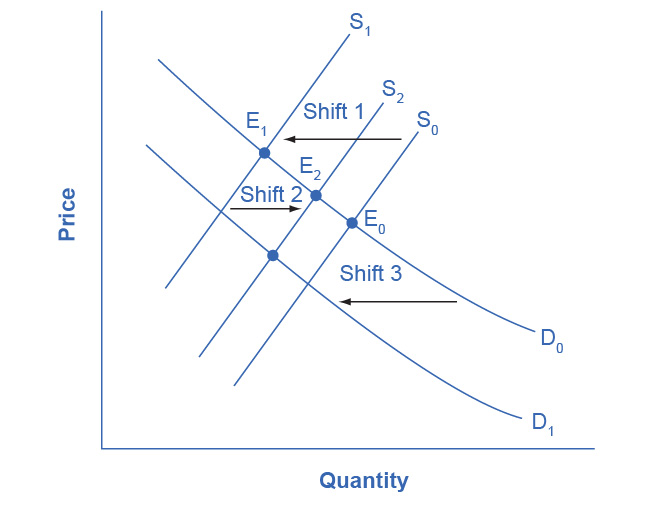 S1
S2
Shift 1
S0
E1
E2
Shift 2
E0
Price
Shift 3
D0
D1
Quantity